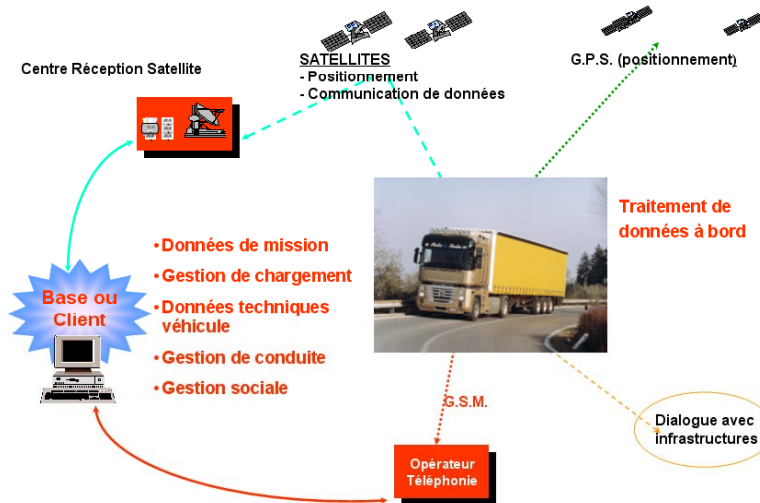 SATELLITES
- Positionnement
- Communication de données
G.P.S. (positionnement)
Centre Réception Satellite
Traitement de
données à bord
•Données de mission
•Gestion de chargement
•Données techniques
véhicule
•Gestion de conduite
•Gestion sociale
Base ou
Client
G.S.M.
Dialogue avec
infrastructures
Opérateur
Téléphonie